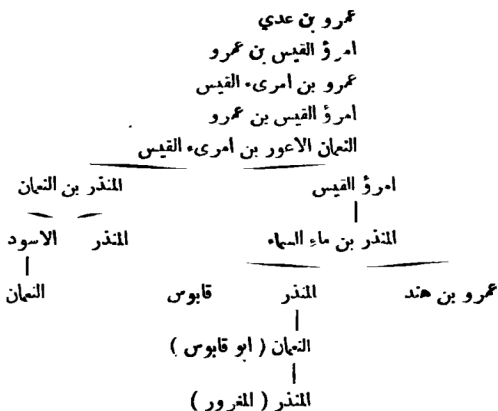 عمرو بن عدي
امرؤ القيس بن عمرو
عمرو بن امرىء القيس
امرؤ القيس بن عمرو
النعمان الاعور بن امرىء القيس
امرؤ القيس المنذر بن النعمان
المنذر بن ماءِ السماء المنذر الاسود
عمرو بن هند المنذر قابوس النعمان
النعمان ( ابو قابوس )
المنذر ( المغرور )